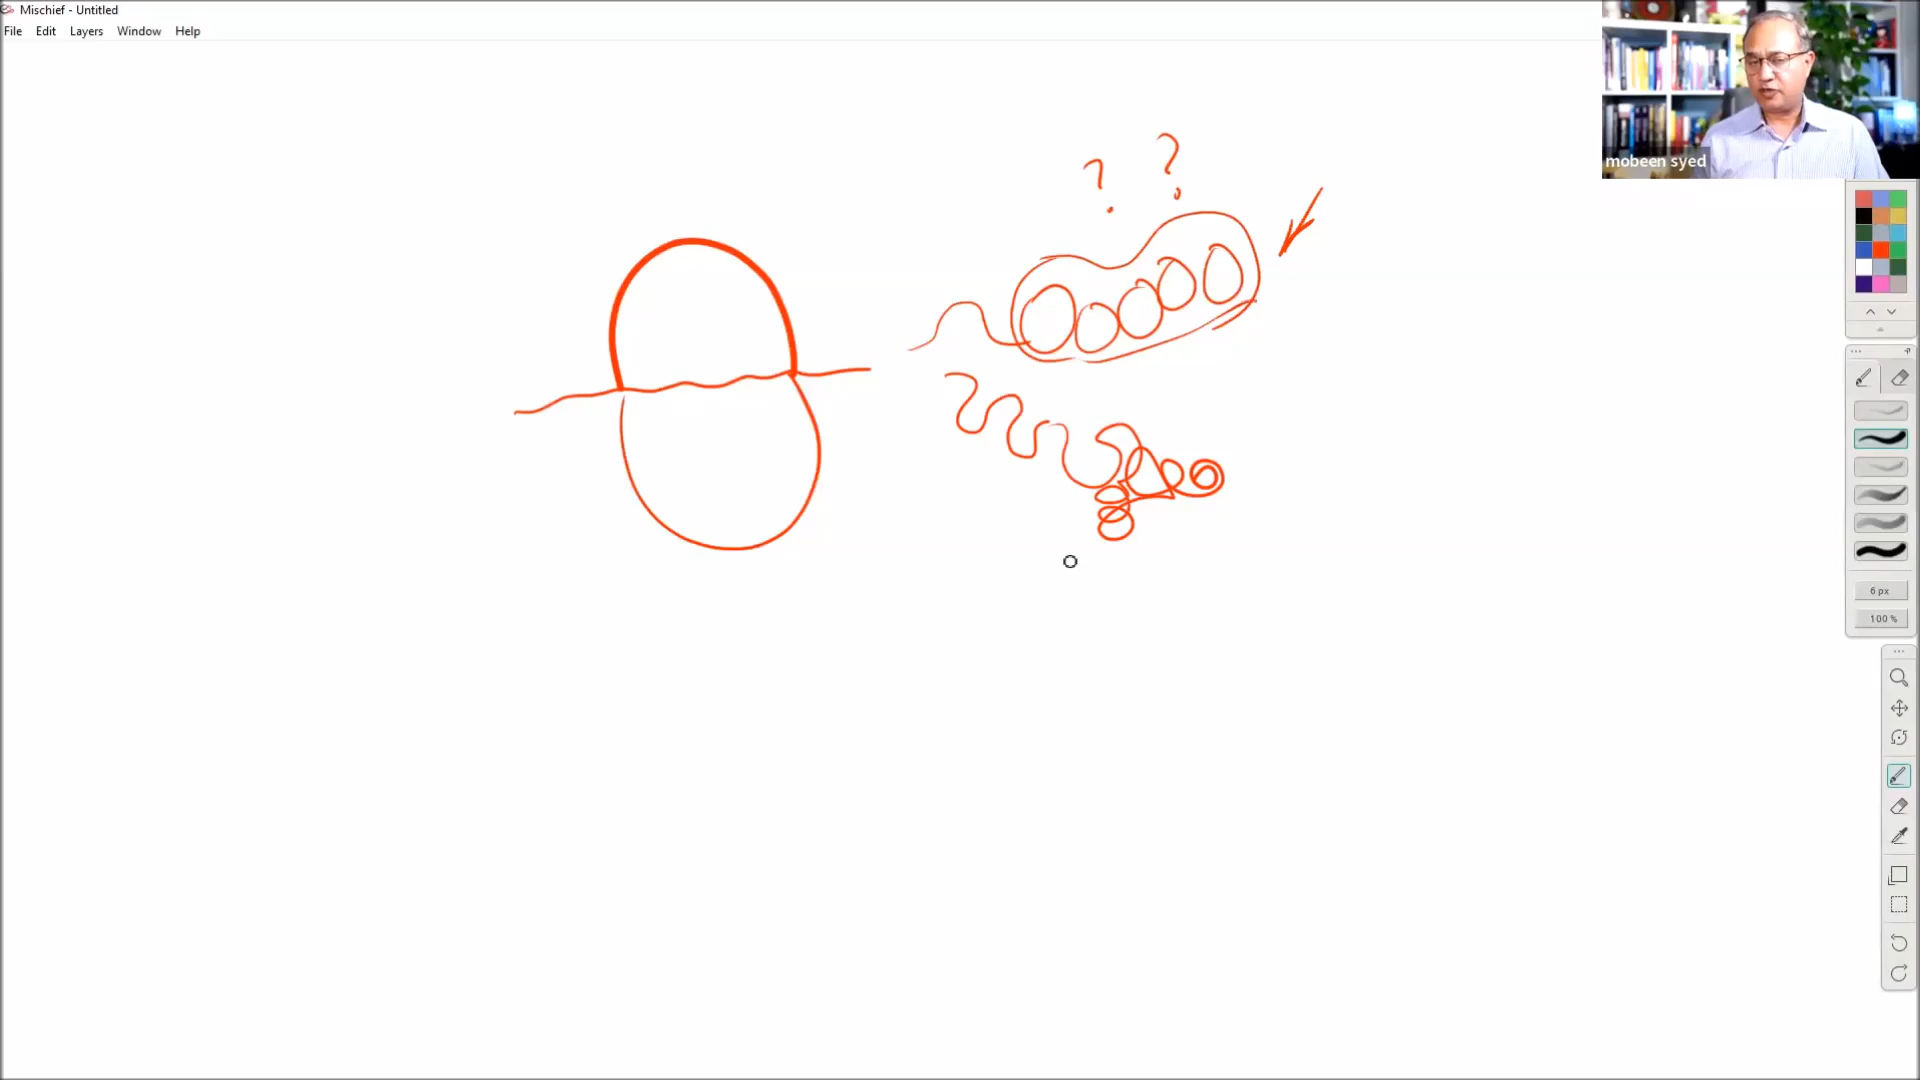 Mischief - Untitled
File Edit Layers Window Help
mobeen syed
? ?
6 px
100 %